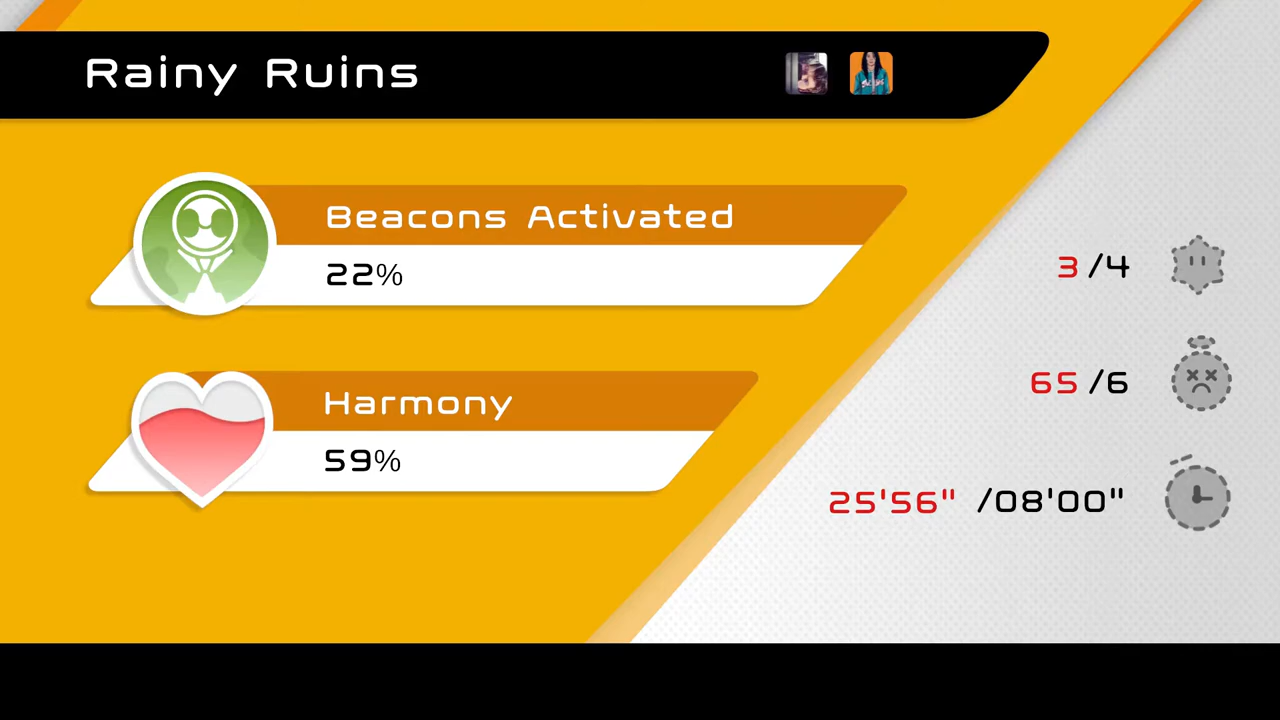 Rainy Ruins
Beacons Activated
22%
Harmony
59%
3 /4
65 /6
25'56" /08'00"